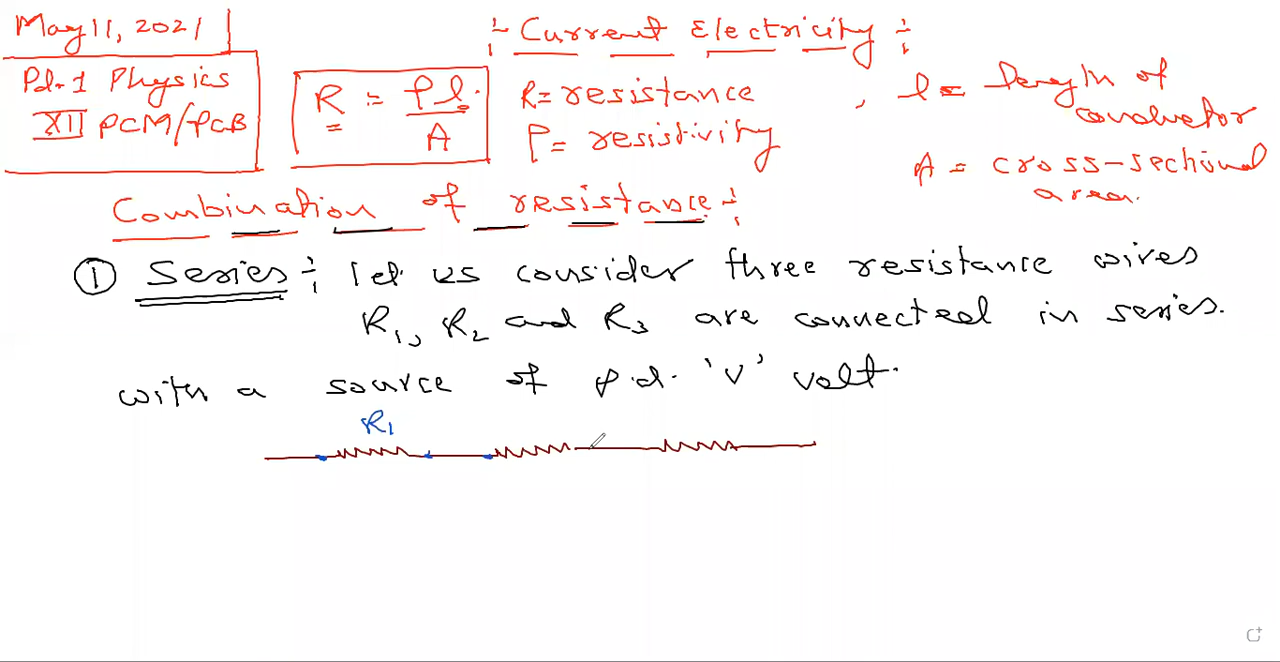 May 11, 2021
÷ Current Electricity ÷
Pd-1 Physics
XII PCM/PCB
R = ρl / A
R = resistance
ρ = resistivity
, l = length of conductor
A = cross-sectional area.
Combination of resistance ÷
① Series ÷ let us consider three resistance wires
R₁, R₂ and R₃ are connected in series.
with a source of p.d. 'V' volt.
R₁